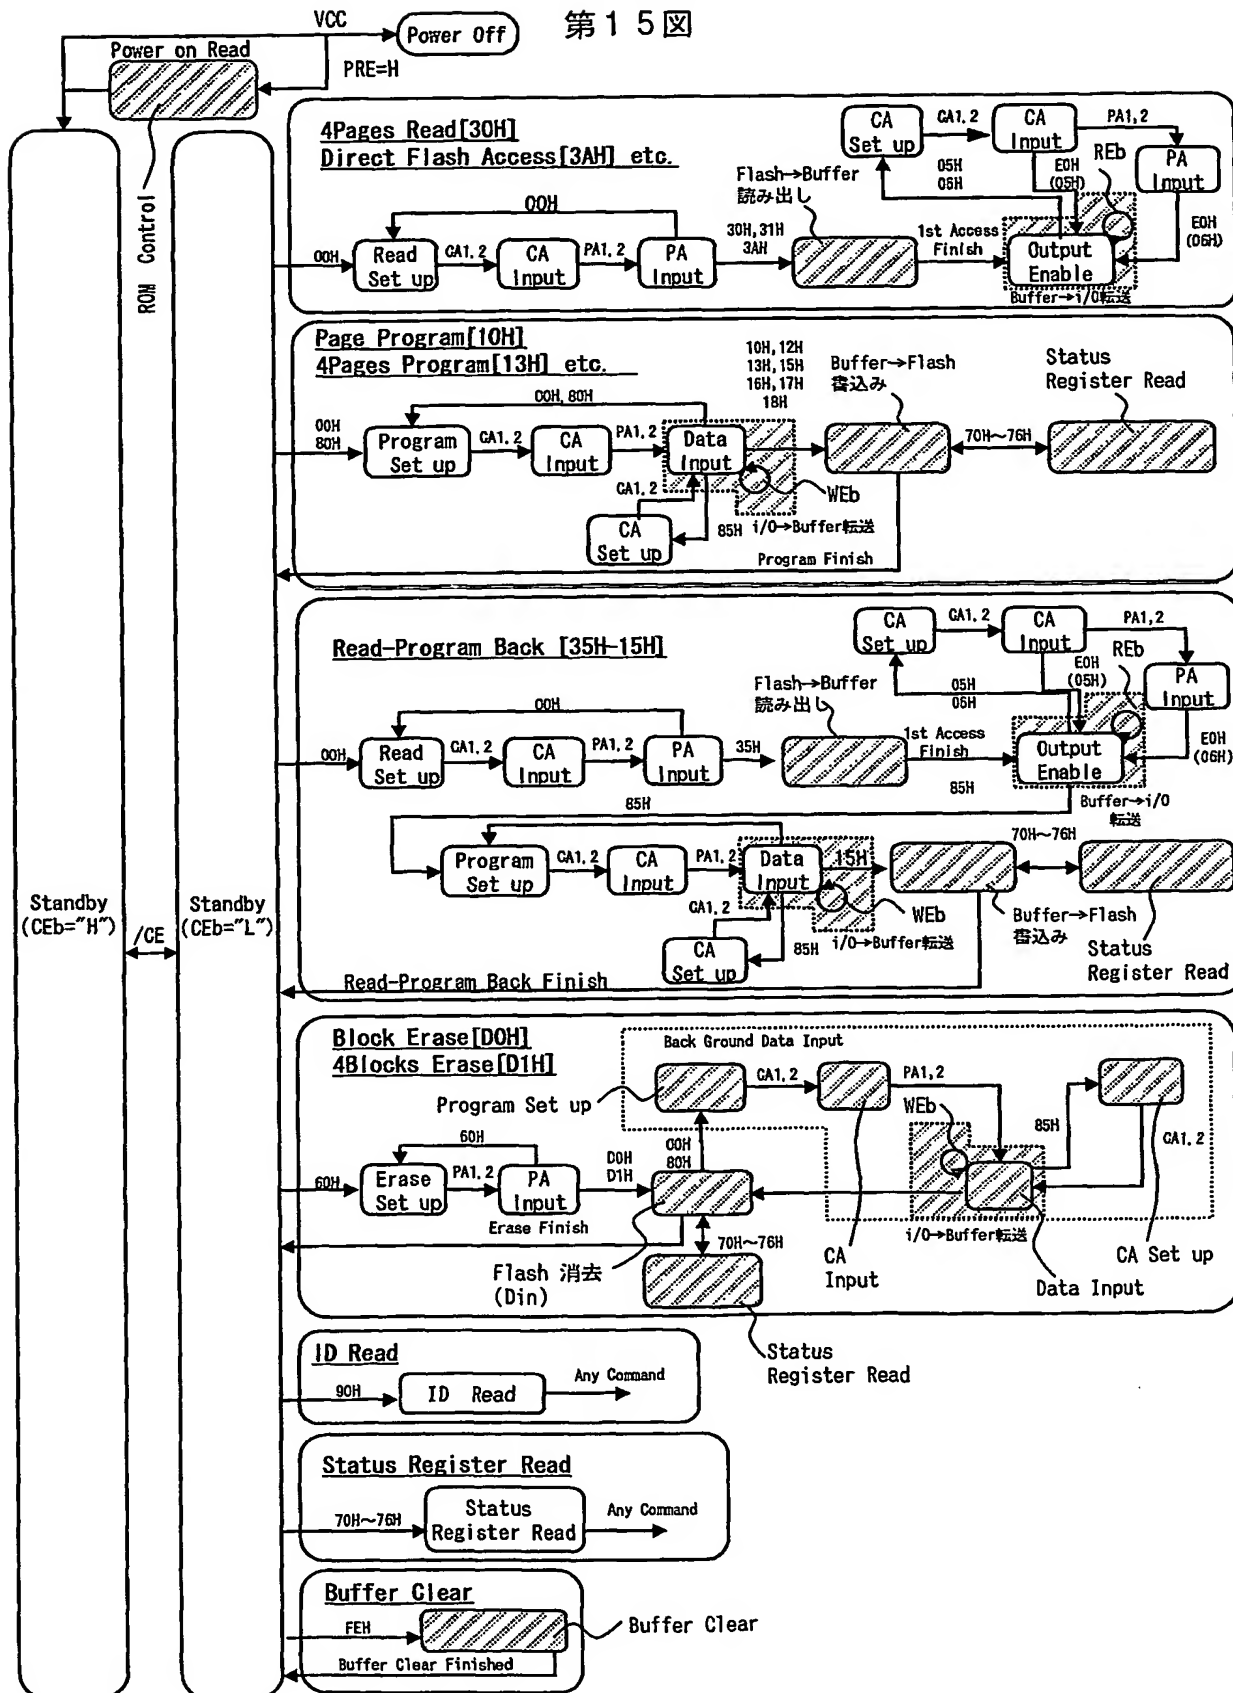 第15図
VCC
Power Off
Power on Read
PRE=H
ROM Control
Standby
(CEb="H")
/CE
Standby
(CEb="L")
4Pages Read[30H]
Direct Flash Access[3AH] etc.
00H
Read
Set up
CA1, 2
CA
Input
PA1, 2
PA
Input
00H
30H, 31H
3AH
Flash→Buffer
読み出し
1st Access
Finish
Output
Enable
Buffer→i/O転送
REb
05H
06H
CA
Set up
CA1, 2
CA
Input
E0H
(05H)
PA1, 2
PA
Input
E0H
(06H)
Page Program[10H]
4Pages Program[13H] etc.
00H
80H
Program
Set up
CA1, 2
CA
Input
PA1, 2
Data
Input
00H, 80H
10H, 12H
13H, 15H
16H, 17H
18H
Buffer→Flash
書込み
70H~76H
Status
Register Read
WEb
CA1, 2
CA
Set up
85H
i/O→Buffer転送
Program Finish
Read-Program Back [35H-15H]
00H
Read
Set up
CA1, 2
CA
Input
PA1, 2
PA
Input
00H
35H
Flash→Buffer
読み出し
1st Access
Finish
Output
Enable
REb
05H
06H
CA
Set up
CA1, 2
CA
Input
E0H
(05H)
PA1, 2
PA
Input
E0H
(06H)
Buffer→i/O
転送
85H
85H
Program
Set up
CA1, 2
CA
Input
PA1, 2
Data
Input
15H
WEb
CA1, 2
CA
Set up
85H
i/O→Buffer転送
70H~76H
Buffer→Flash
書込み
Status
Register Read
Read-Program Back Finish
Block Erase[D0H]
4Blocks Erase[D1H]
Back Ground Data Input
Program Set up
CA1, 2
PA1, 2
WEb
85H
CA1, 2
60H
Erase
Set up
PA1, 2
PA
Input
60H
D0H
D1H
00H
80H
Erase Finish
Flash 消去
(Din)
70H~76H
CA
Input
i/O→Buffer転送
Data Input
CA Set up
Status
Register Read
ID Read
90H
ID Read
Any Command
Status Register Read
70H~76H
Status
Register Read
Any Command
Buffer Clear
FEH
Buffer Clear
Buffer Clear Finished